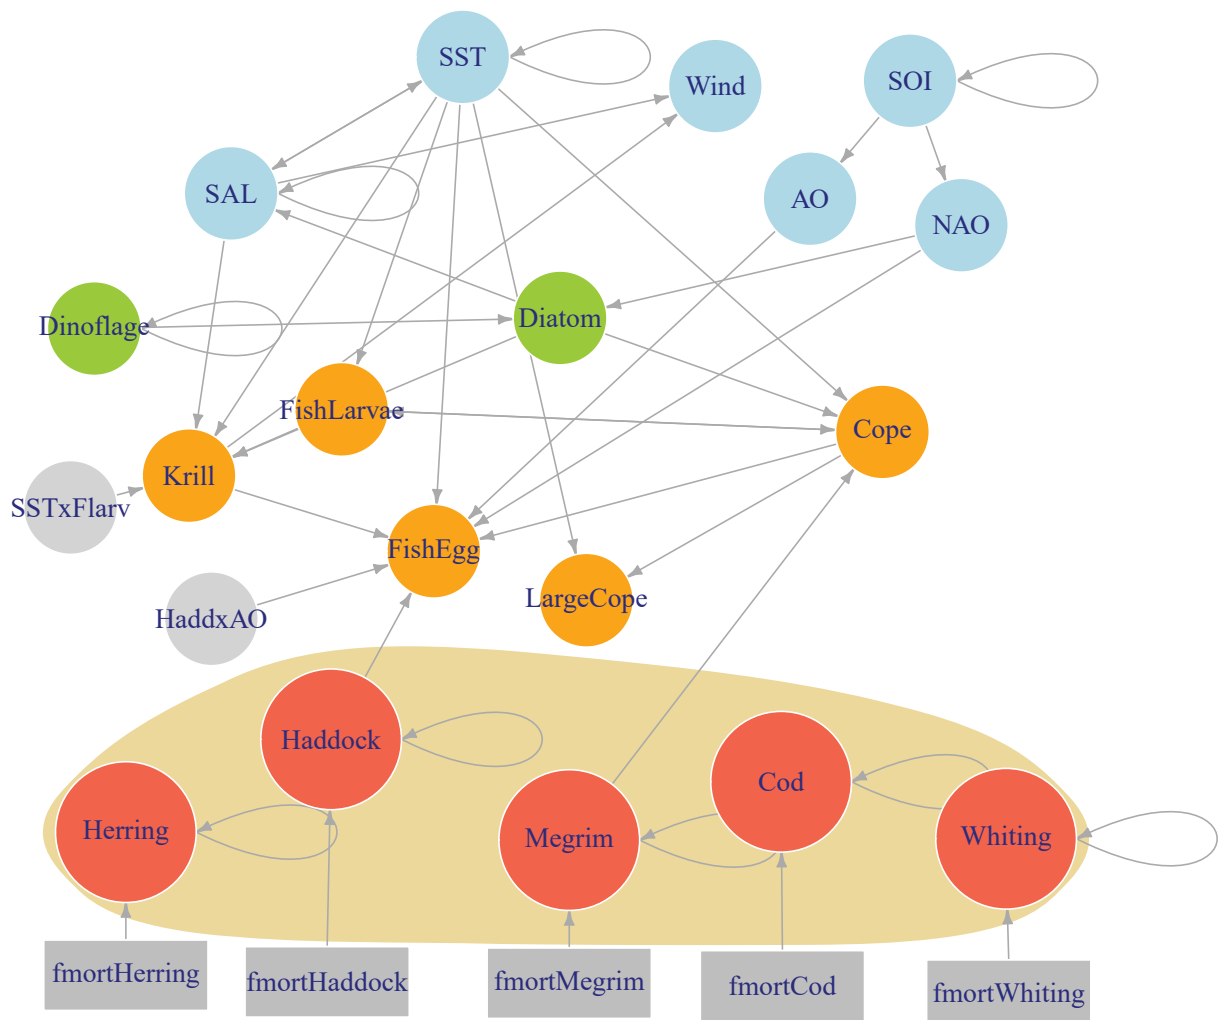 SST
Wind
SOI
SAL
AO
NAO
Dinoflage
Diatom
FishLarvae
Cope
Krill
SSTxFlarv
FishEgg
LargeCope
HaddxAO
Haddock
Cod
Herring
Megrim
Whiting
fmortHerring
fmortHaddock
fmortMegrim
fmortCod
fmortWhiting